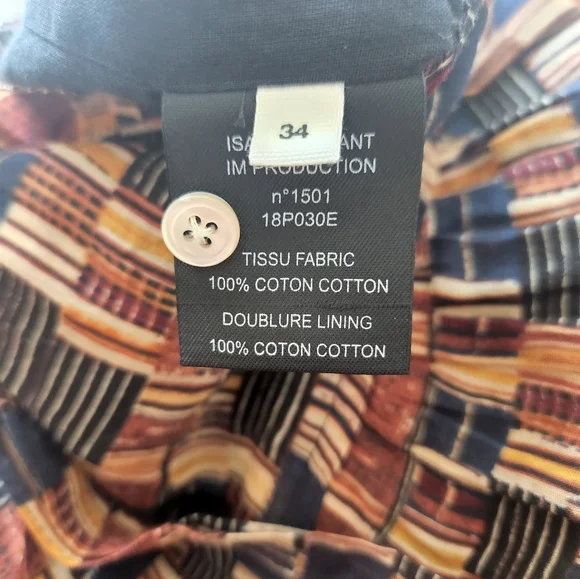 34
IM PRODUCTION
n°1501
18P030E
TISSU FABRIC
100% COTON COTTON
DOUBLURE LINING
100% COTON COTTON